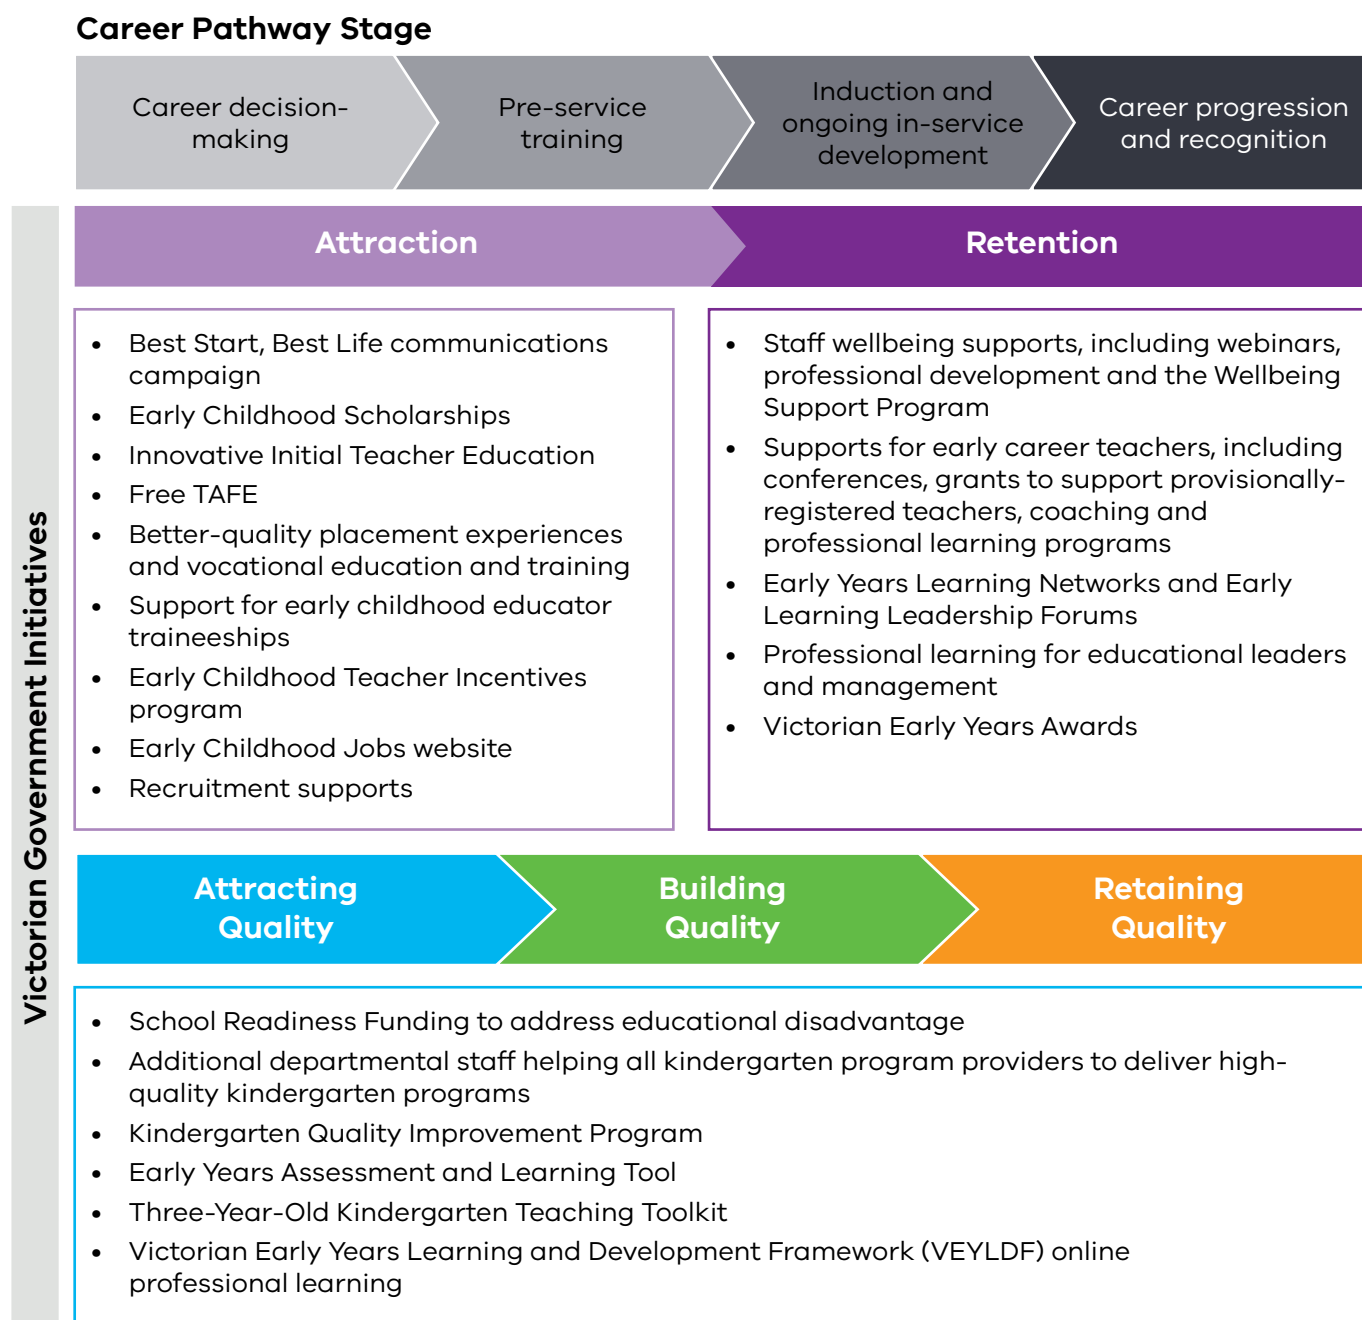 Career Pathway Stage
Career decision-
making
Pre-service
training
Induction and
ongoing in-service
development
Career progression
and recognition
Victorian Government Initiatives
Attraction
Retention
• Best Start, Best Life communications
campaign
• Early Childhood Scholarships
• Innovative Initial Teacher Education
• Free TAFE
• Better-quality placement experiences
and vocational education and training
• Support for early childhood educator
traineeships
• Early Childhood Teacher Incentives
program
• Early Childhood Jobs website
• Recruitment supports
• Staff wellbeing supports, including webinars,
professional development and the Wellbeing
Support Program
• Supports for early career teachers, including
conferences, grants to support provisionally-
registered teachers, coaching and
professional learning programs
• Early Years Learning Networks and Early
Learning Leadership Forums
• Professional learning for educational leaders
and management
• Victorian Early Years Awards
Attracting
Quality
Building
Quality
Retaining
Quality
• School Readiness Funding to address educational disadvantage
• Additional departmental staff helping all kindergarten program providers to deliver high-
quality kindergarten programs
• Kindergarten Quality Improvement Program
• Early Years Assessment and Learning Tool
• Three-Year-Old Kindergarten Teaching Toolkit
• Victorian Early Years Learning and Development Framework (VEYLDF) online
professional learning